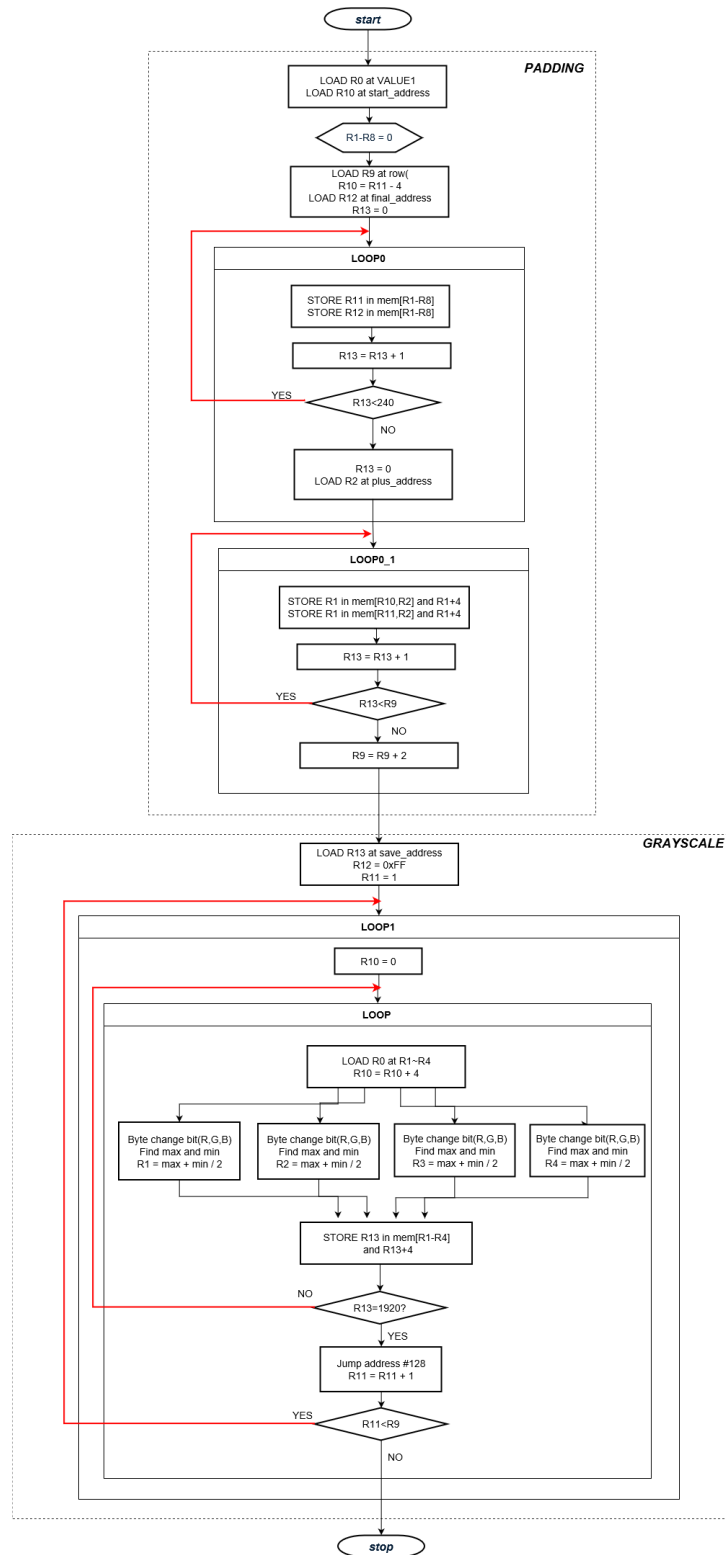 start
PADDING
LOAD R0 at VALUE1
LOAD R10 at start_address
R1-R8 = 0
LOAD R9 at row(
R10 = R11 - 4
LOAD R12 at final_address
R13 = 0
LOOP0
STORE R11 in mem[R1-R8]
STORE R12 in mem[R1-R8]
R13 = R13 + 1
YES
R13<240
NO
R13 = 0
LOAD R2 at plus_address
LOOP0_1
STORE R1 in mem[R10,R2] and R1+4
STORE R1 in mem[R11,R2] and R1+4
R13 = R13 + 1
YES
R13<R9
NO
R9 = R9 + 2
GRAYSCALE
LOAD R13 at save_address
R12 = 0xFF
R11 = 1
LOOP1
R10 = 0
LOOP
LOAD R0 at R1~R4
R10 = R10 + 4
Byte change bit(R,G,B)
Find max and min
R1 = max + min / 2
Byte change bit(R,G,B)
Find max and min
R2 = max + min / 2
Byte change bit(R,G,B)
Find max and min
R3 = max + min / 2
Byte change bit(R,G,B)
Find max and min
R4 = max + min / 2
STORE R13 in mem[R1-R4]
and R13+4
NO
R13=1920?
YES
Jump address #128
R11 = R11 + 1
YES
R11<R9
NO
stop